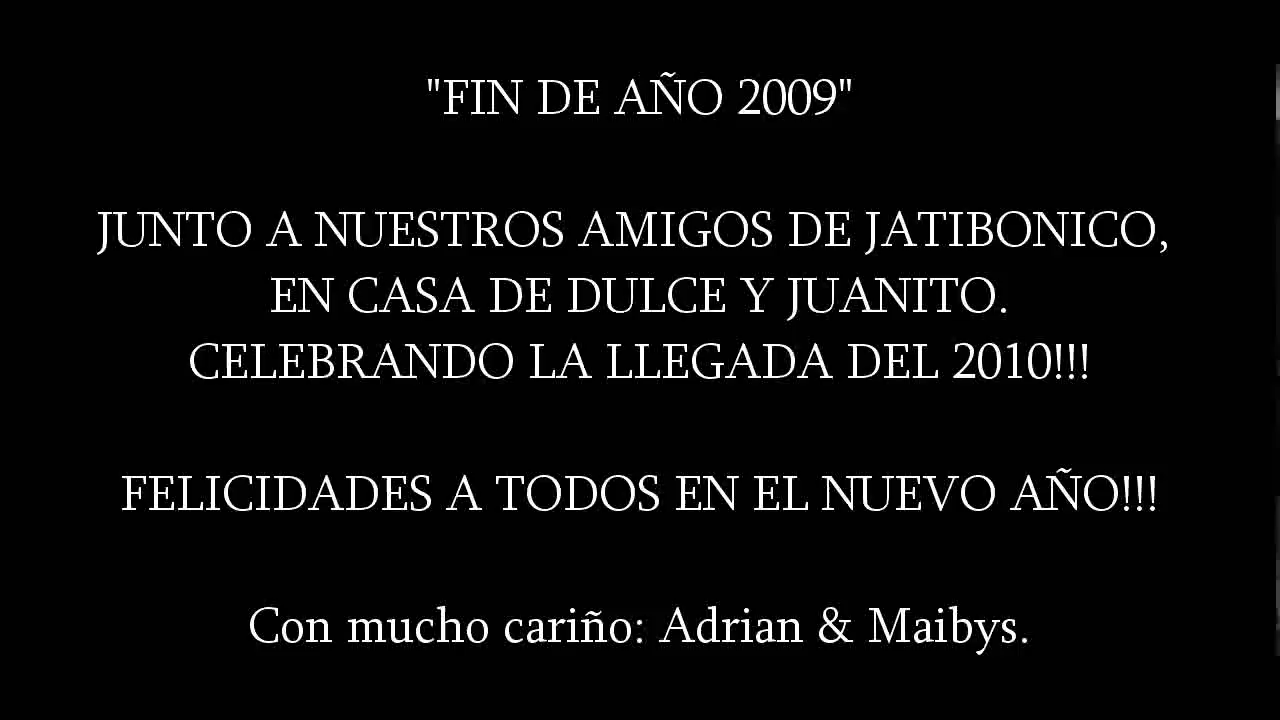 "FIN DE AÑO 2009"
JUNTO A NUESTROS AMIGOS DE JATIBONICO,
EN CASA DE DULCE Y JUANITO.
CELEBRANDO LA LLEGADA DEL 2010!!!
FELICIDADES A TODOS EN EL NUEVO AÑO!!!
Con mucho cariño: Adrian & Maibys.